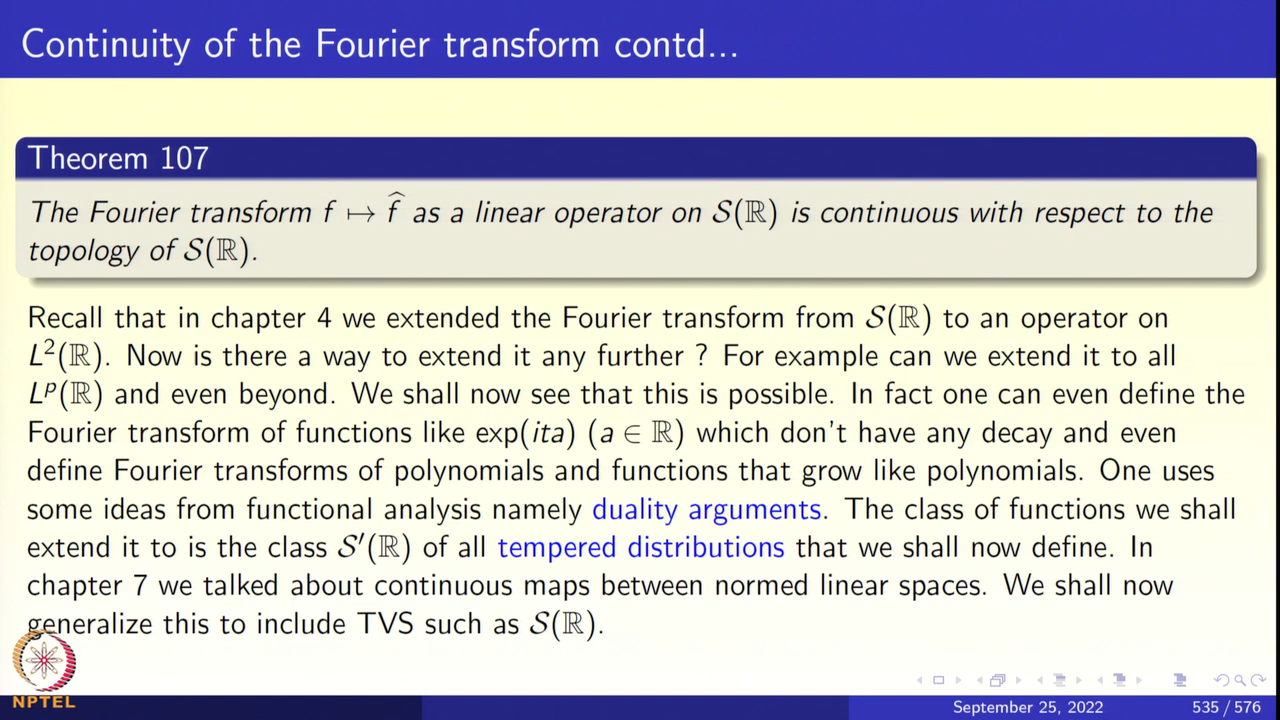 Continuity of the Fourier transform contd...
Theorem 107
The Fourier transform f ↦ f̂ as a linear operator on 𝒮(ℝ) is continuous with respect to the
topology of 𝒮(ℝ).
Recall that in chapter 4 we extended the Fourier transform from 𝒮(ℝ) to an operator on
L²(ℝ). Now is there a way to extend it any further ? For example can we extend it to all
Lᵖ(ℝ) and even beyond. We shall now see that this is possible. In fact one can even define the
Fourier transform of functions like exp(ita) (a ∈ ℝ) which don't have any decay and even
define Fourier transforms of polynomials and functions that grow like polynomials. One uses
some ideas from functional analysis namely duality arguments. The class of functions we shall
extend it to is the class 𝒮′(ℝ) of all tempered distributions that we shall now define. In
chapter 7 we talked about continuous maps between normed linear spaces. We shall now
generalize this to include TVS such as 𝒮(ℝ).
NPTEL
September 25, 2022 535 / 576